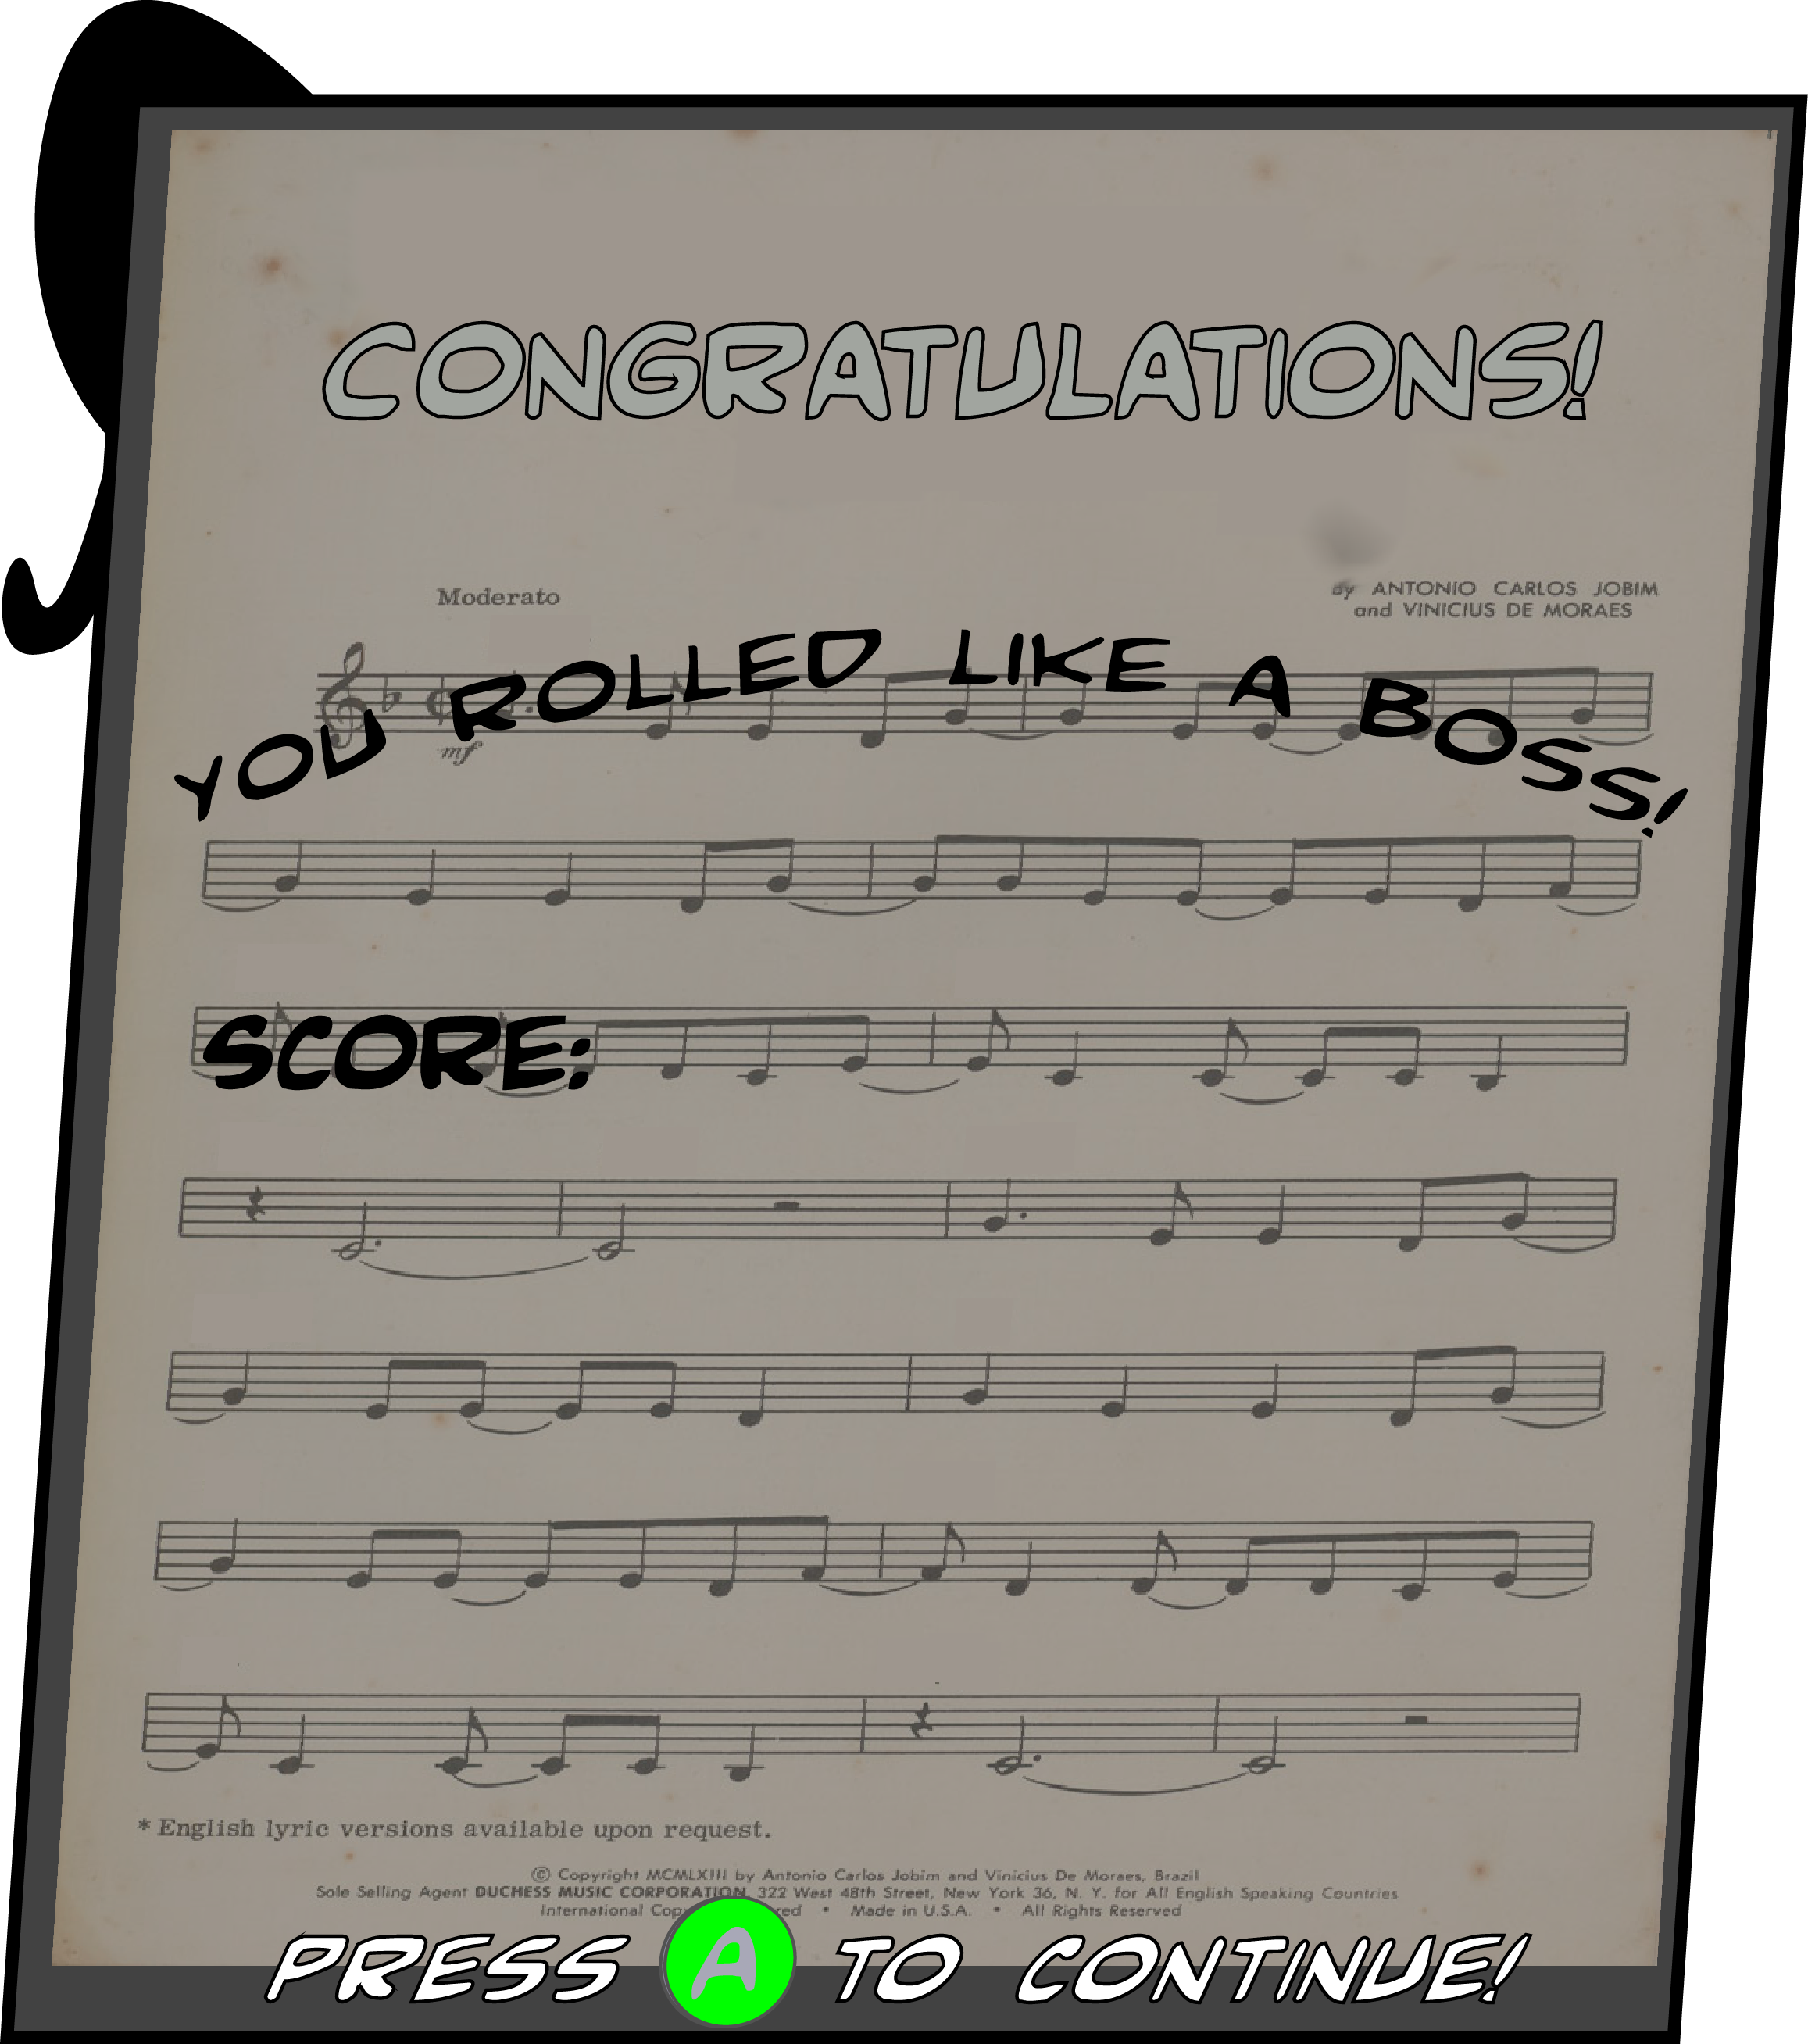 CONGRATULATIONS!
Moderato
By ANTONIO CARLOS JOBIM
and VINICIUS DE MORAES
YOU ROLLED LIKE A BOSS!
mf
SCORE:
* English lyric versions available upon request.
© Copyright MCMLXIII by Antonio Carlos Jobim and Vinicius De Moraes, Brazil
Sole Selling Agent DUCHESS MUSIC CORPORATION, 322 West 48th Street, New York 36, N. Y. for All English Speaking Countries
International • Made in U.S.A. • All Rights Reserved
PRESS A TO CONTINUE!